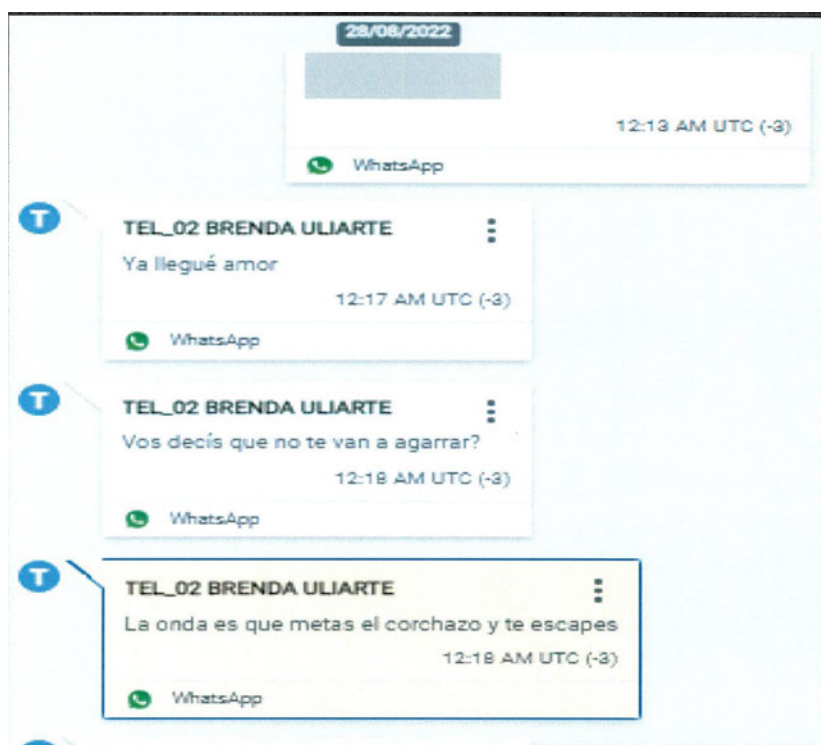 28/08/2022
12:13 AM UTC (-3)
WhatsApp
T
TEL_02 BRENDA ULIARTE
Ya llegué amor
12:17 AM UTC (-3)
WhatsApp
T
TEL_02 BRENDA ULIARTE
Vos decís que no te van a agarrar?
12:18 AM UTC (-3)
WhatsApp
T
TEL_02 BRENDA ULIARTE
La onda es que metas el corchazo y te escapes
12:18 AM UTC (-3)
WhatsApp